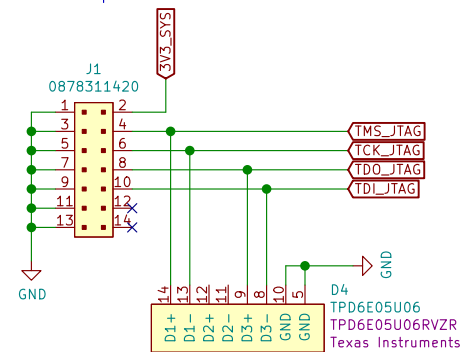 3V3_SYS
J1
0878311420
1 2
3 4 TMS_JTAG
5 6 TCK_JTAG
7 8 TDO_JTAG
9 10 TDI_JTAG
11 12
13 14
GND
GND
14 13 12 11 9 8 10 5
D1+ D1- D2+ D2- D3+ D3- GND GND
D4
TPD6E05U06
TPD6E05U06RVZR
Texas Instruments